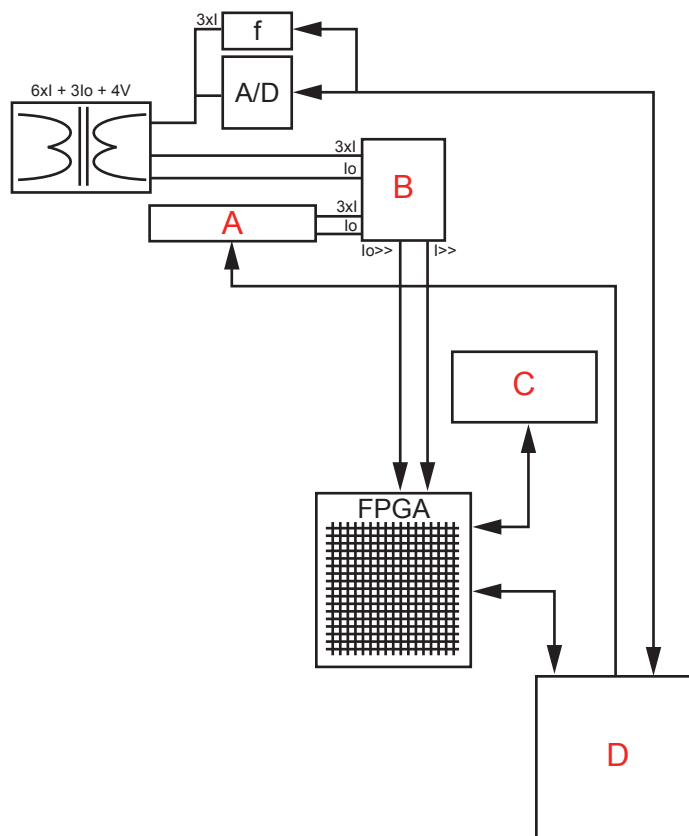 3xI
f
A/D
6xI + 3Io + 4V
3xI
Io
B
A
3xI
Io
Io>>
I>>
C
FPGA
D